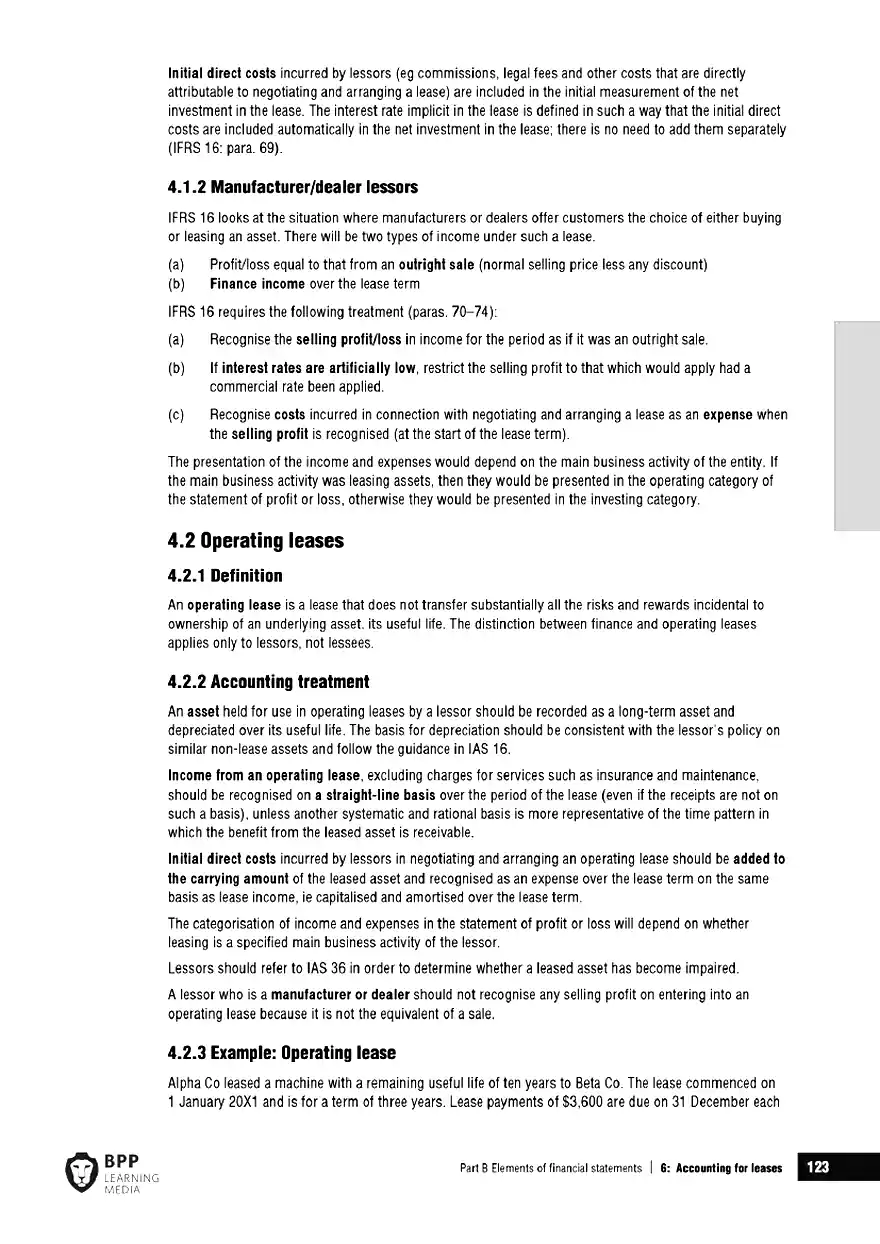 Initial direct costs incurred by lessors (eg commissions, legal fees and other costs that are directly
attributable to negotiating and arranging a lease) are included in the initial measurement of the net
investment in the lease. The interest rate implicit in the lease is defined in such a way that the initial direct
costs are included automatically in the net investment in the lease; there is no need to add them separately
(IFRS 16: para. 69).
4.1.2 Manufacturer/dealer lessors
IFRS 16 looks at the situation where manufacturers or dealers offer customers the choice of either buying
or leasing an asset. There will be two types of income under such a lease.
(a) Profit/loss equal to that from an outright sale (normal selling price less any discount)
(b) Finance income over the lease term
IFRS 16 requires the following treatment (paras. 70–74):
(a) Recognise the selling profit/loss in income for the period as if it was an outright sale.
(b) If interest rates are artificially low, restrict the selling profit to that which would apply had a
commercial rate been applied.
(c) Recognise costs incurred in connection with negotiating and arranging a lease as an expense when
the selling profit is recognised (at the start of the lease term).
The presentation of the income and expenses would depend on the main business activity of the entity. If
the main business activity was leasing assets, then they would be presented in the operating category of
the statement of profit or loss, otherwise they would be presented in the investing category.
4.2 Operating leases
4.2.1 Definition
An operating lease is a lease that does not transfer substantially all the risks and rewards incidental to
ownership of an underlying asset. its useful life. The distinction between finance and operating leases
applies only to lessors, not lessees.
4.2.2 Accounting treatment
An asset held for use in operating leases by a lessor should be recorded as a long-term asset and
depreciated over its useful life. The basis for depreciation should be consistent with the lessor's policy on
similar non-lease assets and follow the guidance in IAS 16.
Income from an operating lease, excluding charges for services such as insurance and maintenance,
should be recognised on a straight-line basis over the period of the lease (even if the receipts are not on
such a basis), unless another systematic and rational basis is more representative of the time pattern in
which the benefit from the leased asset is receivable.
Initial direct costs incurred by lessors in negotiating and arranging an operating lease should be added to
the carrying amount of the leased asset and recognised as an expense over the lease term on the same
basis as lease income, ie capitalised and amortised over the lease term.
The categorisation of income and expenses in the statement of profit or loss will depend on whether
leasing is a specified main business activity of the lessor.
Lessors should refer to IAS 36 in order to determine whether a leased asset has become impaired.
A lessor who is a manufacturer or dealer should not recognise any selling profit on entering into an
operating lease because it is not the equivalent of a sale.
4.2.3 Example: Operating lease
Alpha Co leased a machine with a remaining useful life of ten years to Beta Co. The lease commenced on
1 January 20X1 and is for a term of three years. Lease payments of $3,600 are due on 31 December each
BPP
LEARNING
MEDIA
Part B Elements of financial statements | 6: Accounting for leases 123